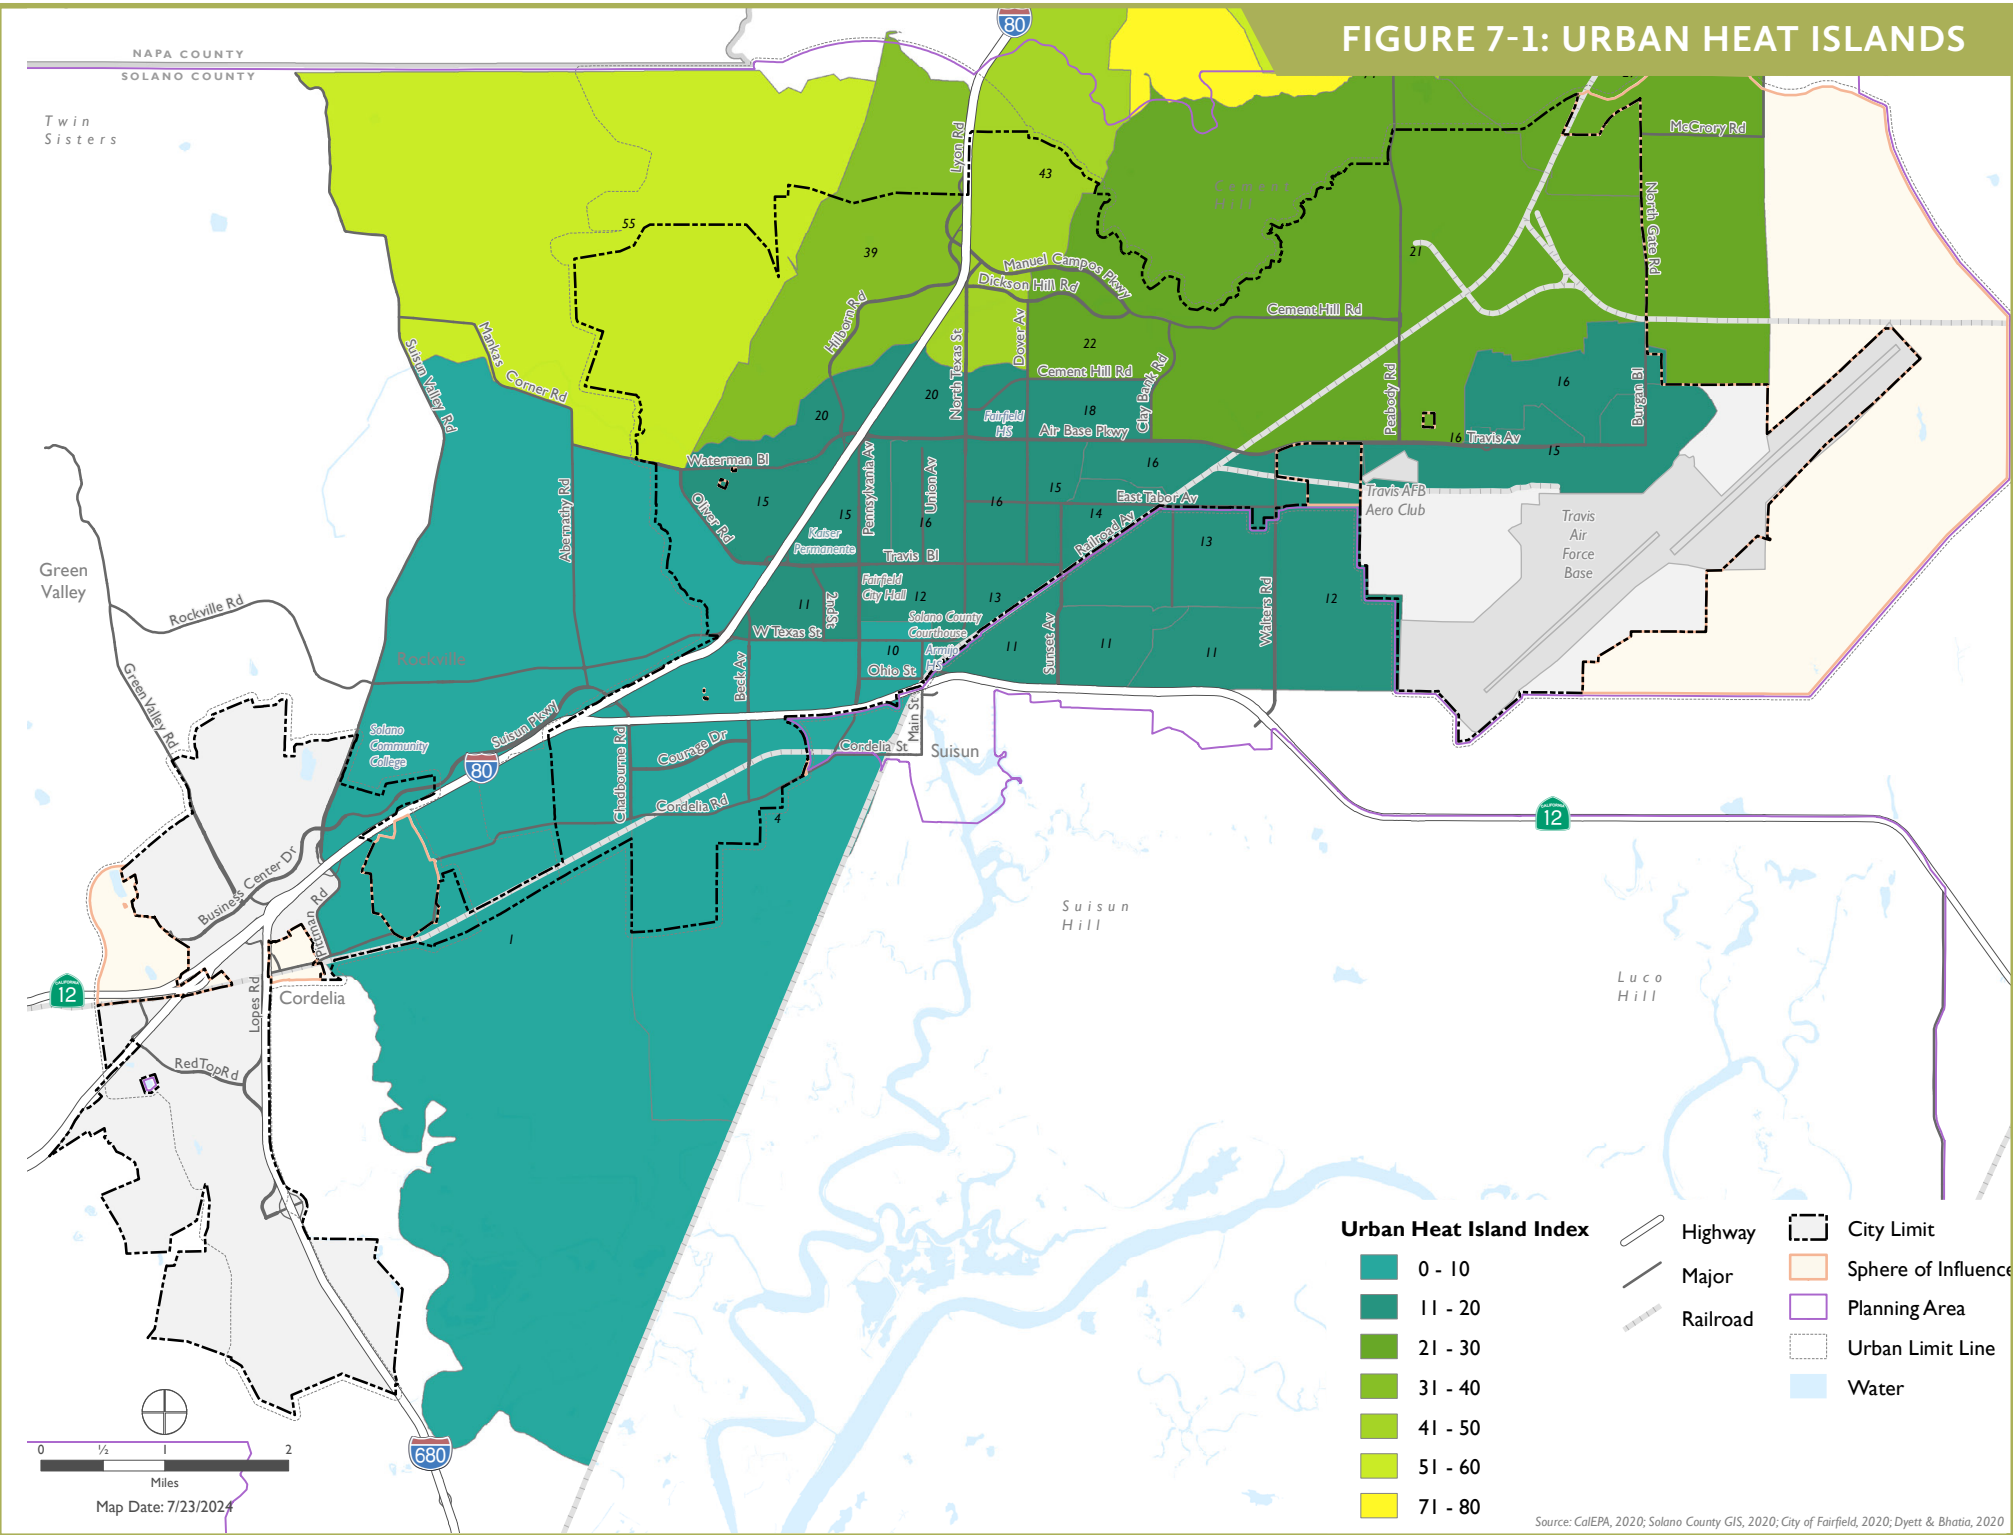 FIGURE 7-1: URBAN HEAT ISLANDS
80
NAPA COUNTY
SOLANO COUNTY
Twin
Sisters
Lyon Rd
McCrory Rd
43
Cement
Hill
55
39
21
North Gate Rd
Manuel Campos Pkwy
Dickson Hill Rd
Hilborn Rd
Cement Hill Rd
Mankas Corner Rd
Suisun Valley Rd
North Texas St
Dover Av
22
Cement Hill Rd
Clay Bank Rd
Peabody Rd
16
Burgan Bl
20
20
Fairfield
HS
18
Air Base Pkwy
16
Travis Av
15
Waterman Bl
Oliver Rd
15
15
Pennsylvania Av
Union Av
16
16
15
16
14
East Tabor Av
Travis AFB
Aero Club
Travis
Air
Force
Base
Abernathy Rd
Kaiser
Permanente
Travis Bl
Railroad Av
13
Green
Valley
Rockville Rd
Fairfield
City Hall
12
13
11
2nd St
Solano County
Courthouse
W Texas St
Armijo
HS
10
Ohio St
11
Sunset Av
11
11
Walters Rd
12
Rockville
Green Valley Rd
Beck Av
Main St
Solano
Community
College
Suisun Pkwy
80
Chadbourne Rd
Courage Dr
Cordelia St
Suisun
Cordelia Rd
4
12
Business Center Dr
Pittman Rd
1
Suisun
Hill
Luco
Hill
12
Lopes Rd
Cordelia
Red Top Rd
680
Urban Heat Island Index
0 - 10
11 - 20
21 - 30
31 - 40
41 - 50
51 - 60
71 - 80
Highway
Major
Railroad
City Limit
Sphere of Influence
Planning Area
Urban Limit Line
Water
0 ½ 1 2
Miles
Map Date: 7/23/2024
Source: CalEPA, 2020; Solano County GIS, 2020; City of Fairfield, 2020; Dyett & Bhatia, 2020